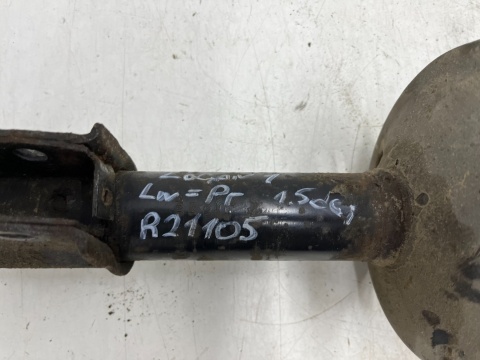 Logan 1
Lw = Pr 1.5dci
R21105